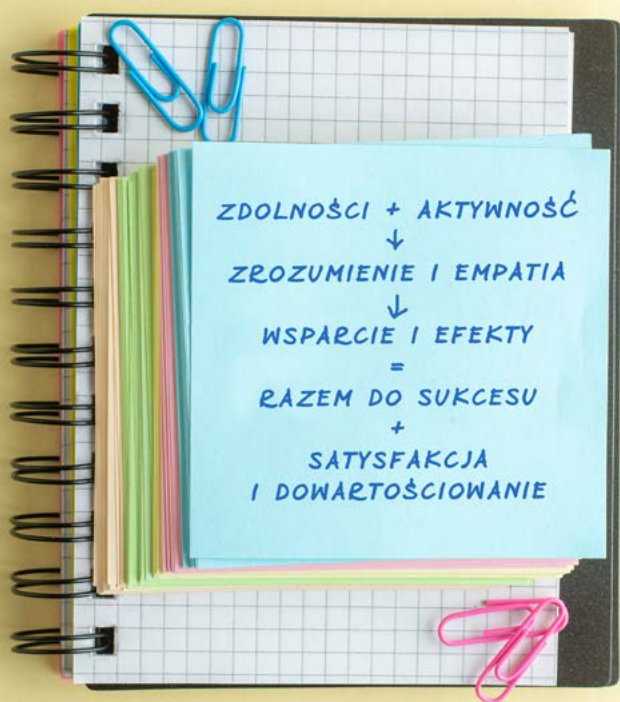 ZDOLNOŚCI + AKTYWNOŚĆ
↓
ZROZUMIENIE I EMPATIA
↓
WSPARCIE I EFEKTY
=
RAZEM DO SUKCESU
+
SATYSFAKCJA
I DOWARTOŚCIOWANIE